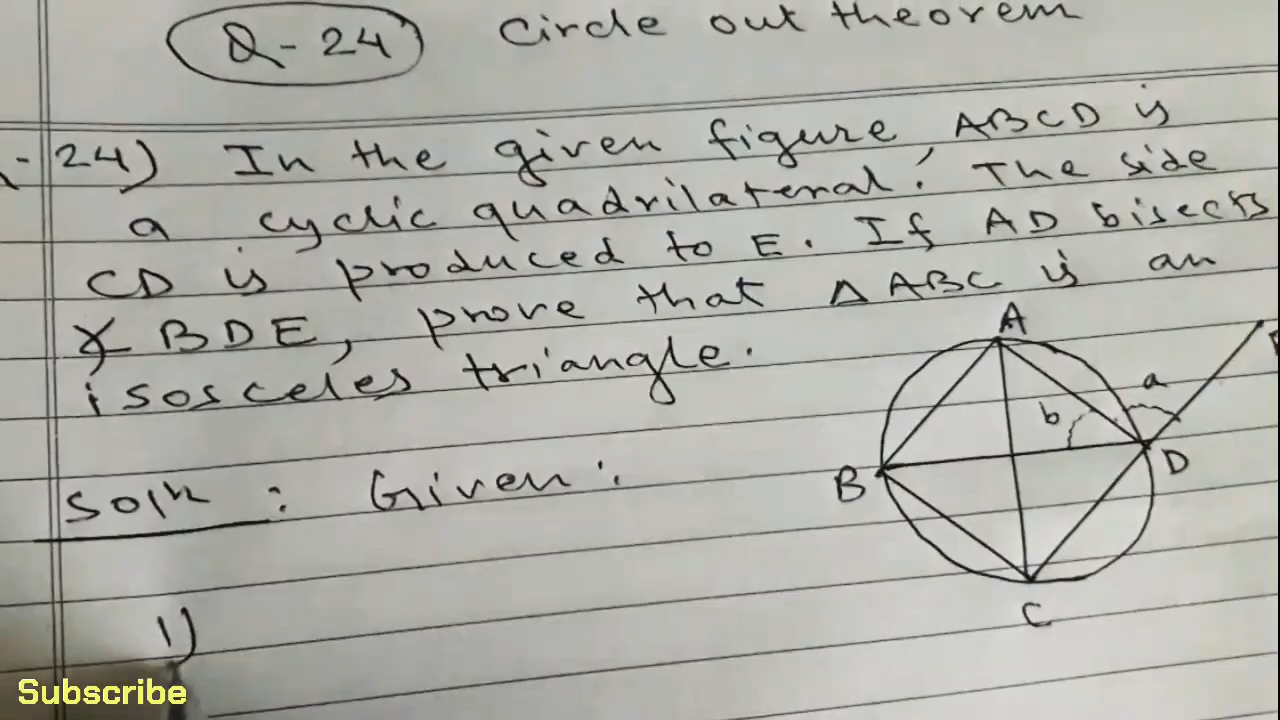 Q-24 Circle out theorem
-24) In the given figure, ABCD is
a cyclic quadrilateral. The side
CD is produced to E. If AD bisects
∡ BDE, prove that Δ ABC is an
isosceles triangle.
A
a
b
B
D
C
Soln : Given :
1)
Subscribe